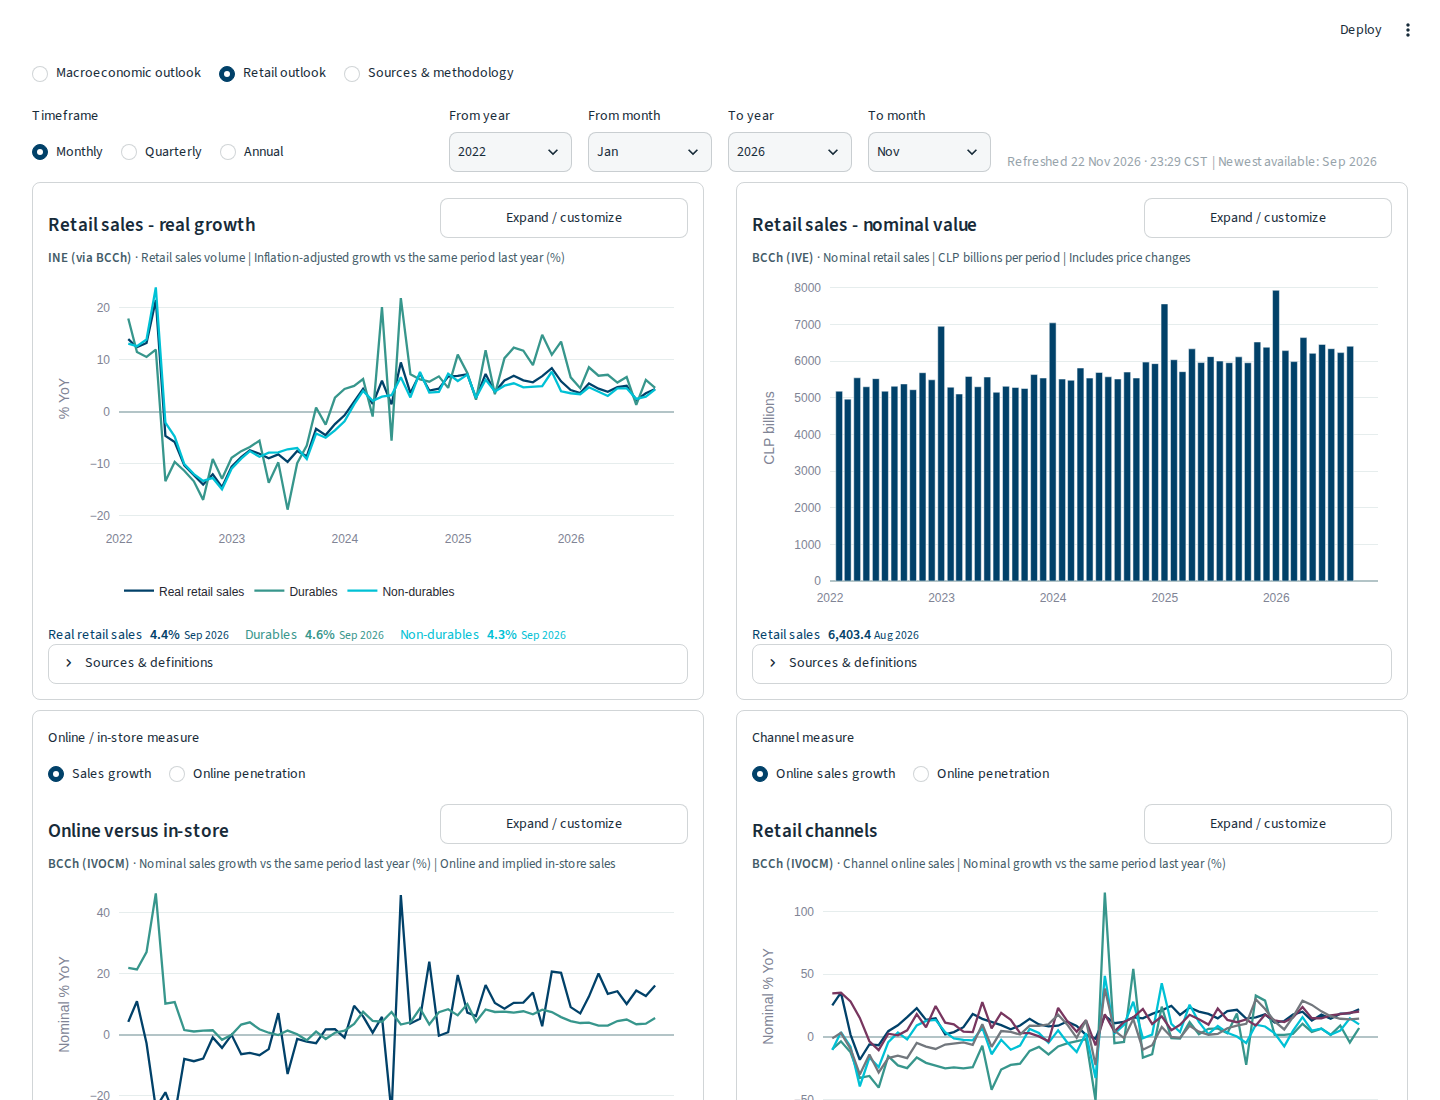 Deploy
Macroeconomic outlook Retail outlook Sources & methodology
Timeframe From year From month To year To month
Monthly Quarterly Annual 2022 Jan 2026 Nov
Refreshed 22 Nov 2026 · 23:29 CST | Newest available: Sep 2026
Retail sales - real growth
Expand / customize
INE (via BCCh) · Retail sales volume | Inflation-adjusted growth vs the same period last year (%)
% YoY
20
10
0
−10
−20
2022 2023 2024 2025 2026
Real retail sales Durables Non-durables
Real retail sales 4.4% Sep 2026 Durables 4.6% Sep 2026 Non-durables 4.3% Sep 2026
Sources & definitions
Retail sales - nominal value
Expand / customize
BCCh (IVE) · Nominal retail sales | CLP billions per period | Includes price changes
CLP billions
8000
7000
6000
5000
4000
3000
2000
1000
0
2022 2023 2024 2025 2026
Retail sales 6,403.4 Aug 2026
Sources & definitions
Online / in-store measure
Sales growth Online penetration
Online versus in-store
Expand / customize
BCCh (IVOCM) · Nominal sales growth vs the same period last year (%) | Online and implied in-store sales
Nominal % YoY
40
20
0
−20
Channel measure
Online sales growth Online penetration
Retail channels
Expand / customize
BCCh (IVOCM) · Channel online sales | Nominal growth vs the same period last year (%)
Nominal % YoY
100
50
0
−50